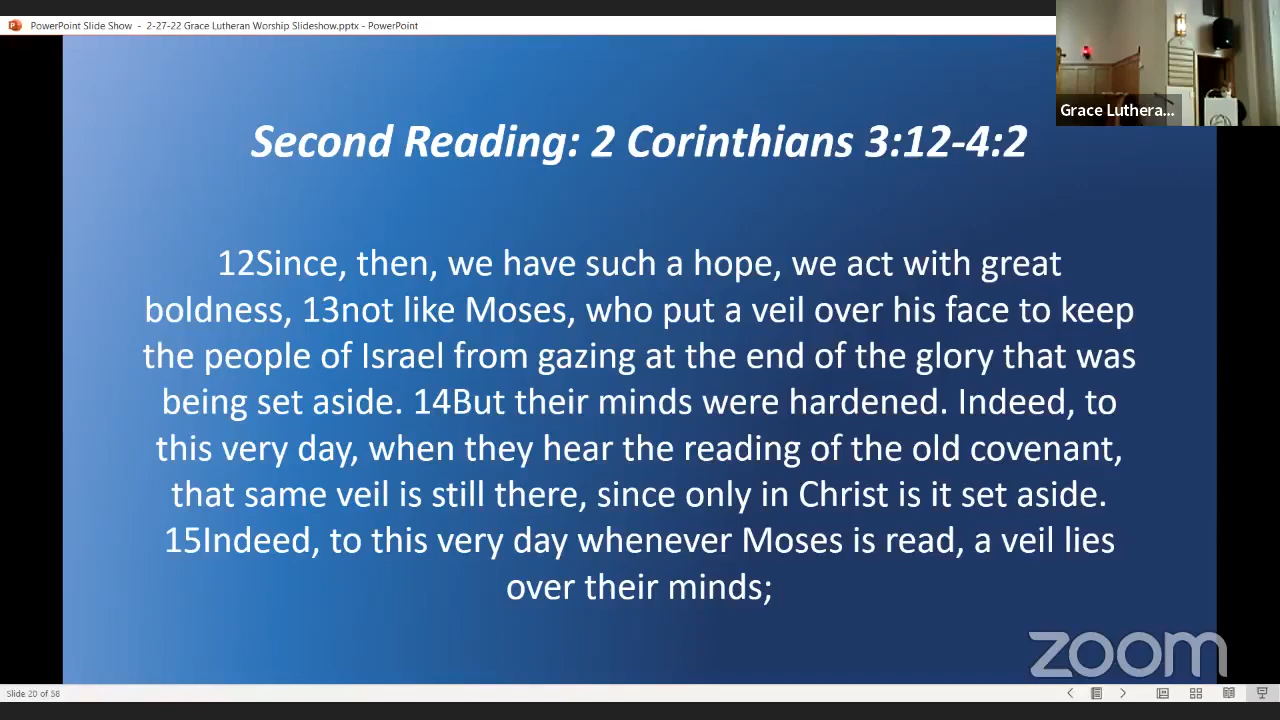 PowerPoint Slide Show - 2-27-22 Grace Lutheran Worship Slideshow.pptx - PowerPoint
Grace Luthera...
Second Reading: 2 Corinthians 3:12-4:2
12Since, then, we have such a hope, we act with great
boldness, 13not like Moses, who put a veil over his face to keep
the people of Israel from gazing at the end of the glory that was
being set aside. 14But their minds were hardened. Indeed, to
this very day, when they hear the reading of the old covenant,
that same veil is still there, since only in Christ is it set aside.
15Indeed, to this very day whenever Moses is read, a veil lies
over their minds;
zoom
Slide 20 of 58